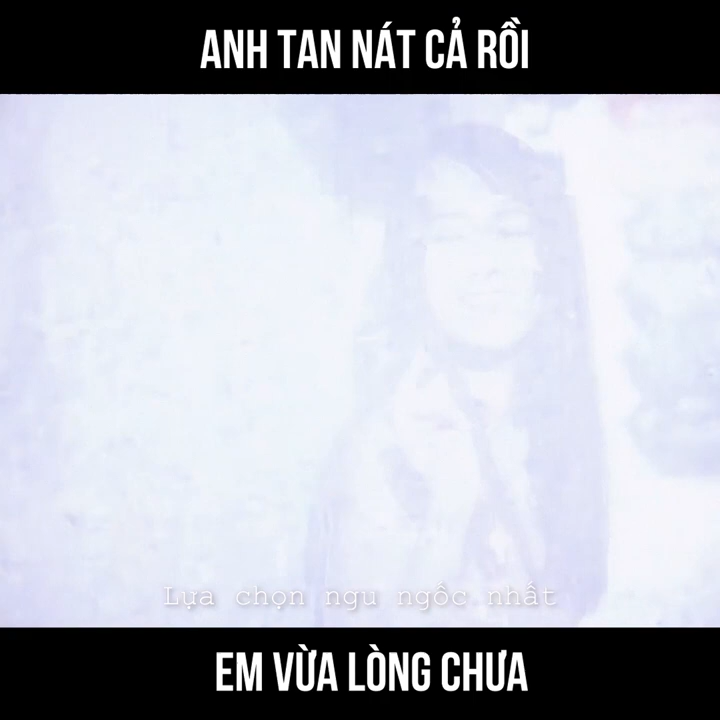 ANH TAN NÁT CẢ RỒI
Lựa chọn ngu ngốc nhất
EM VỪA LÒNG CHƯA